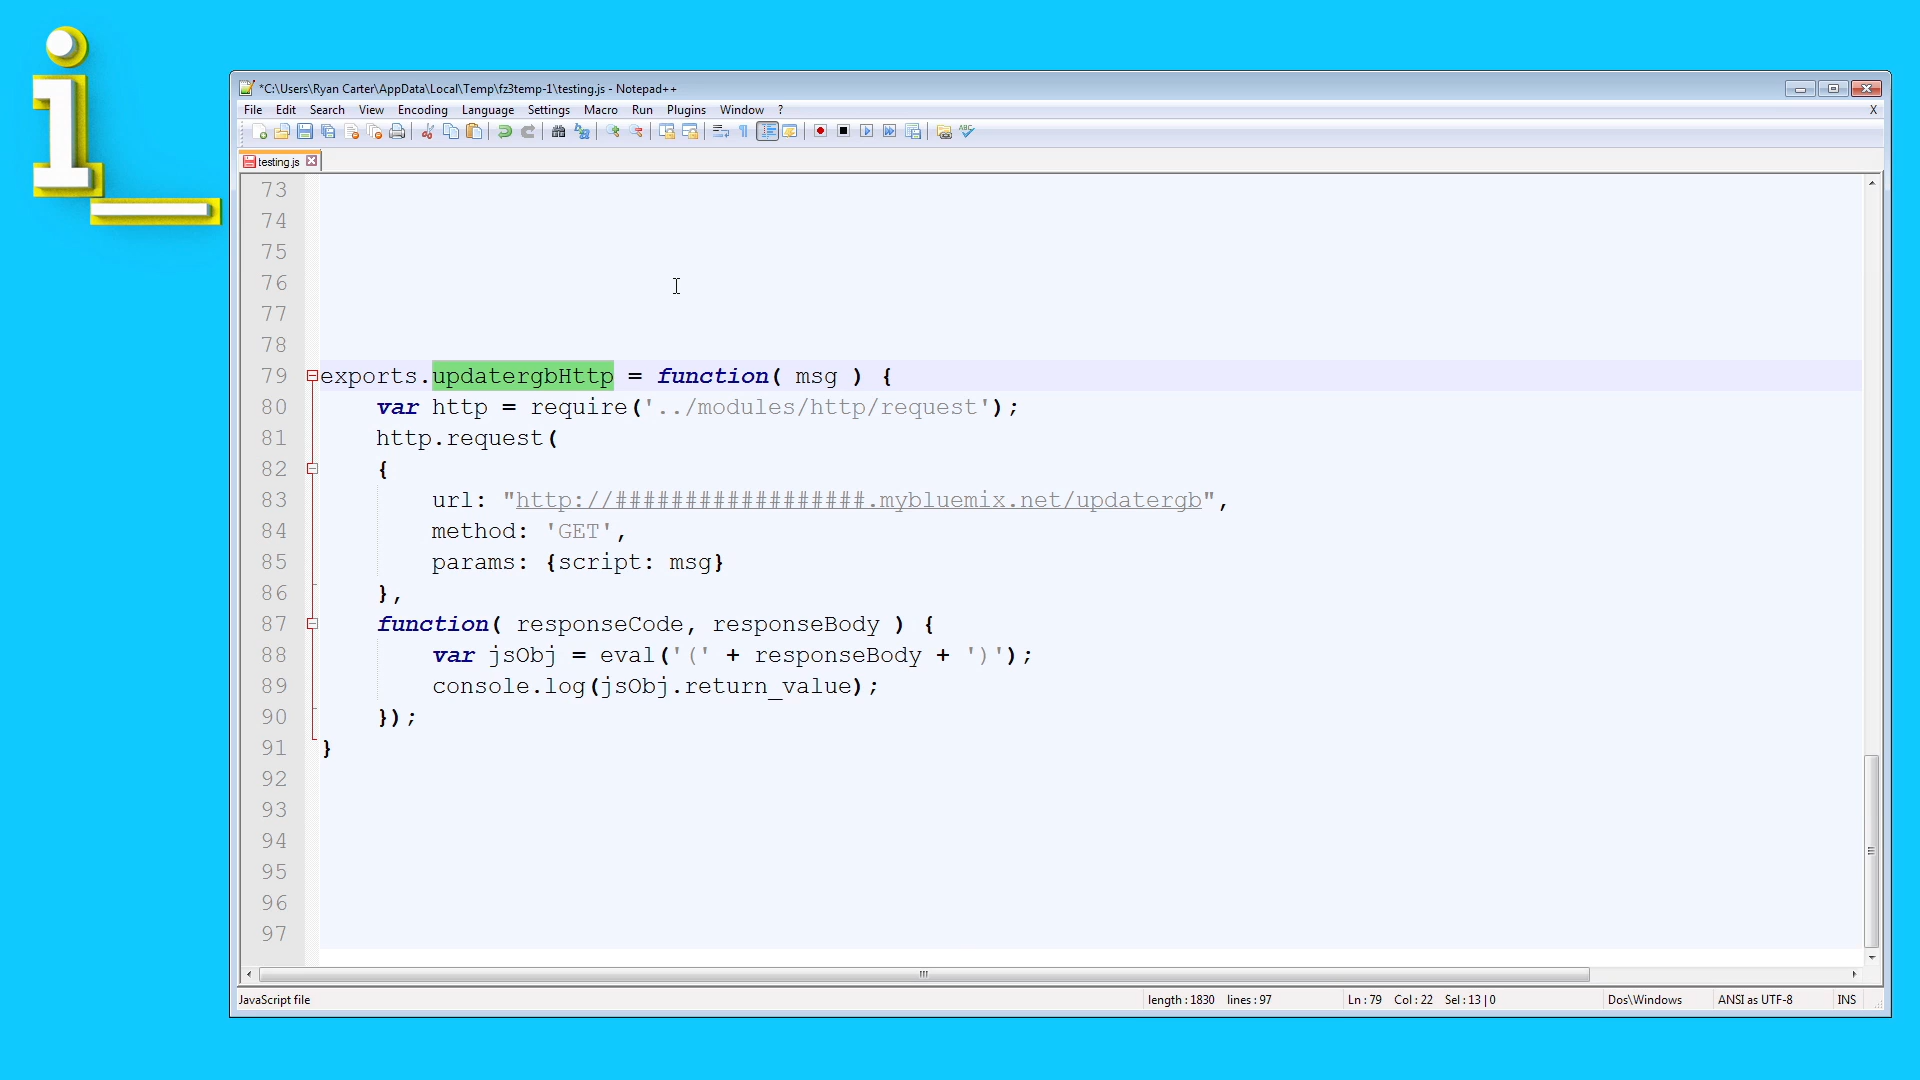 i_
*C:\Users\Ryan Carter\AppData\Local\Temp\fz3temp-1\testing.js - Notepad++
File Edit Search View Encoding Language Settings Macro Run Plugins Window ? X
testing.js
73
74
75
76
77
78
79 exports.updatergbHttp = function( msg ) {
80 var http = require('../modules/http/request');
81 http.request(
82 {
83 url: "http://##################.mybluemix.net/updatergb",
84 method: 'GET',
85 params: {script: msg}
86 },
87 function( responseCode, responseBody ) {
88 var jsObj = eval('(' + responseBody + ')');
89 console.log(jsObj.return_value);
90 });
91 }
92
93
94
95
96
97
JavaScript file length : 1830 lines : 97 Ln : 79 Col : 22 Sel : 13 | 0 Dos\Windows ANSI as UTF-8 INS